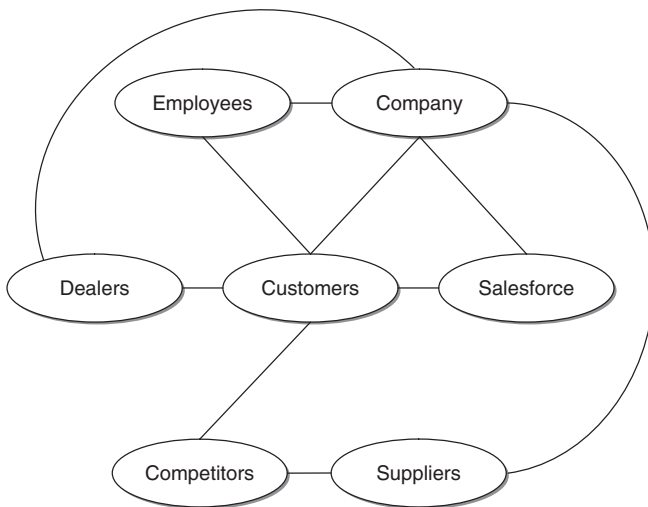 Employees
Company
Dealers
Customers
Salesforce
Competitors
Suppliers